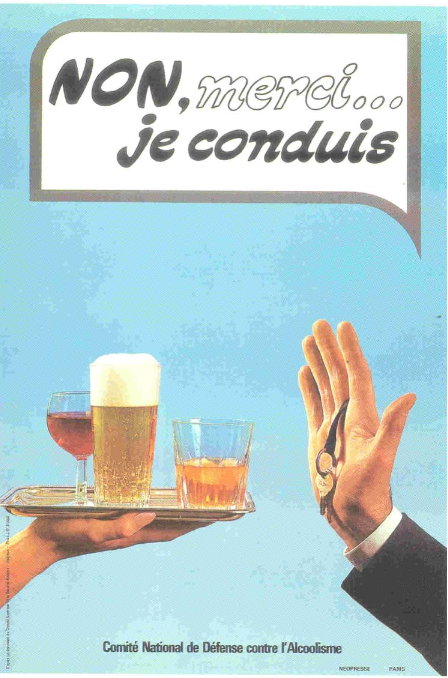 NON, merci...
je conduis
Comité National de Défense contre l'Alcoolisme
NEOPRESSE PARIS